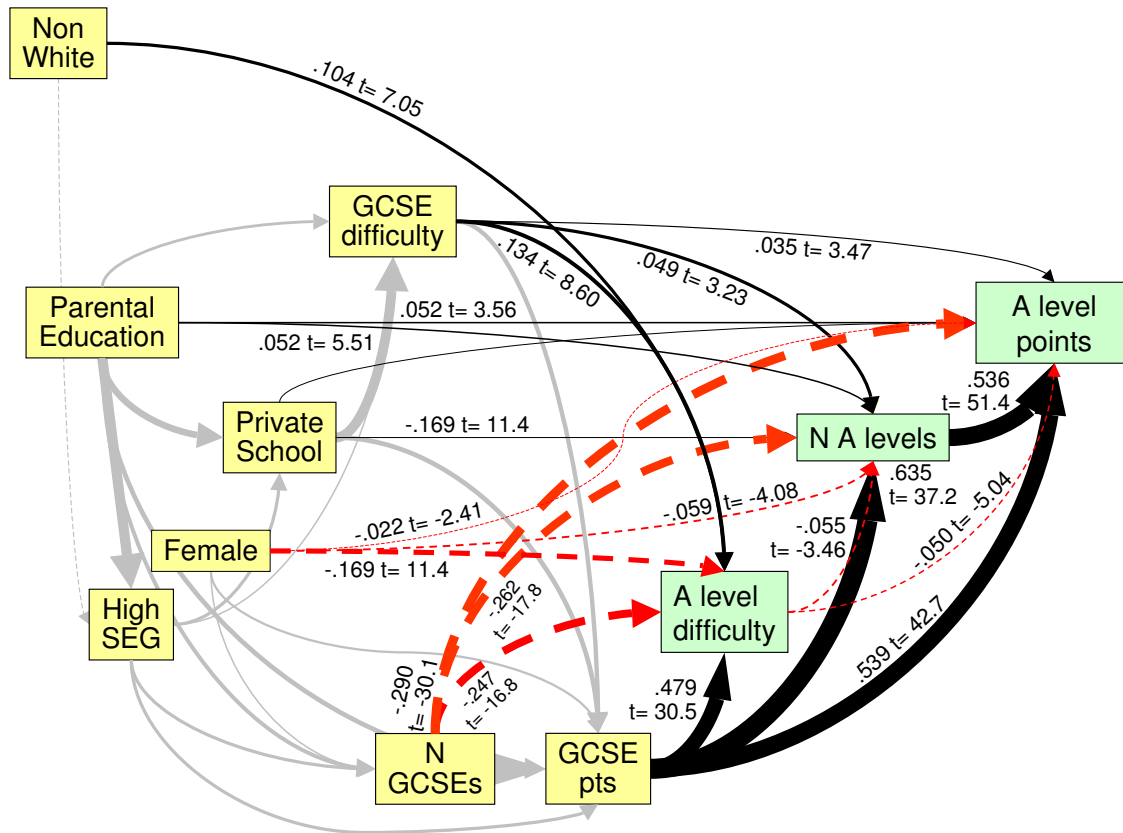 Non
White
.104 t= 7.05
GCSE
difficulty
.134 t= 8.60
.049 t= 3.23
.035 t= 3.47
Parental
Education
.052 t= 3.56
.052 t= 5.51
A level
points
Private
School
-.169 t= 11.4
N A levels
.536
t= 51.4
.635
t= 37.2
-.022 t= -2.41
-.059 t= -4.08
-.055
t= -3.46
-.050 t= -5.04
Female
-.169 t= 11.4
High
SEG
A level
difficulty
-.262
t= -17.8
-.290
t= -30.1
-.247
t= -16.8
.479
t= 30.5
.539 t= 42.7
N
GCSEs
GCSE
pts